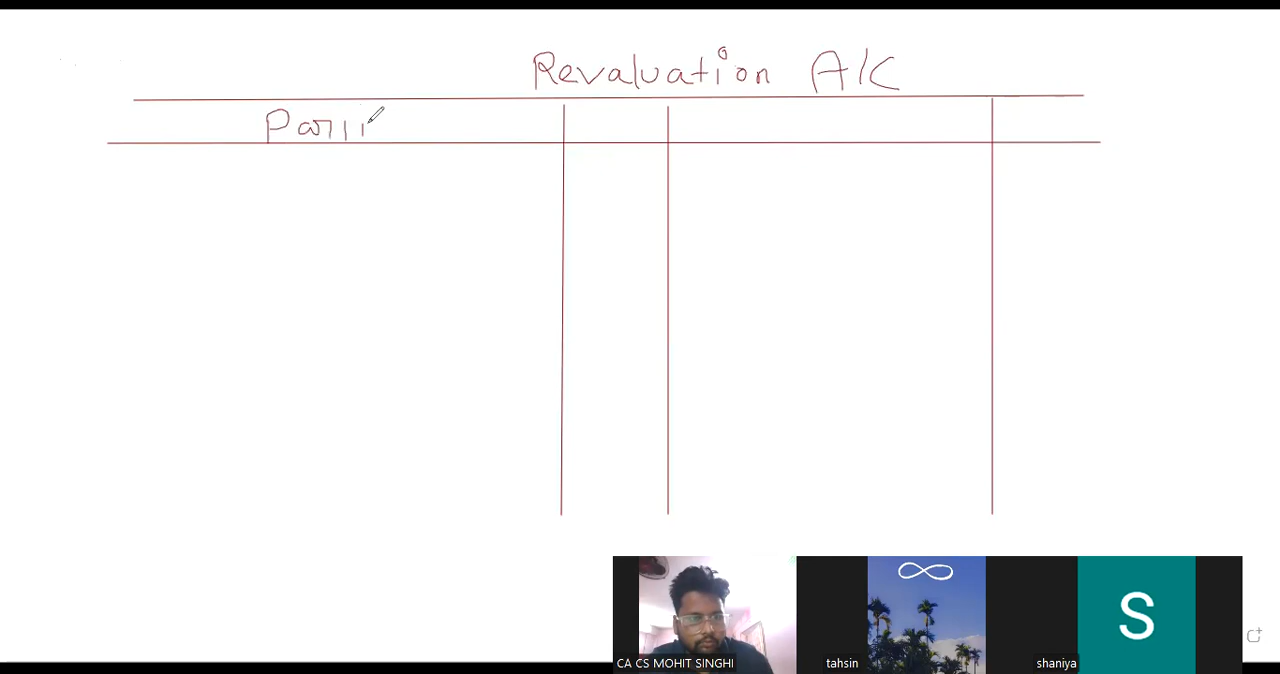 Revaluation A/C
Parti
CA CS MOHIT SINGHI
tahsin
shaniya
S